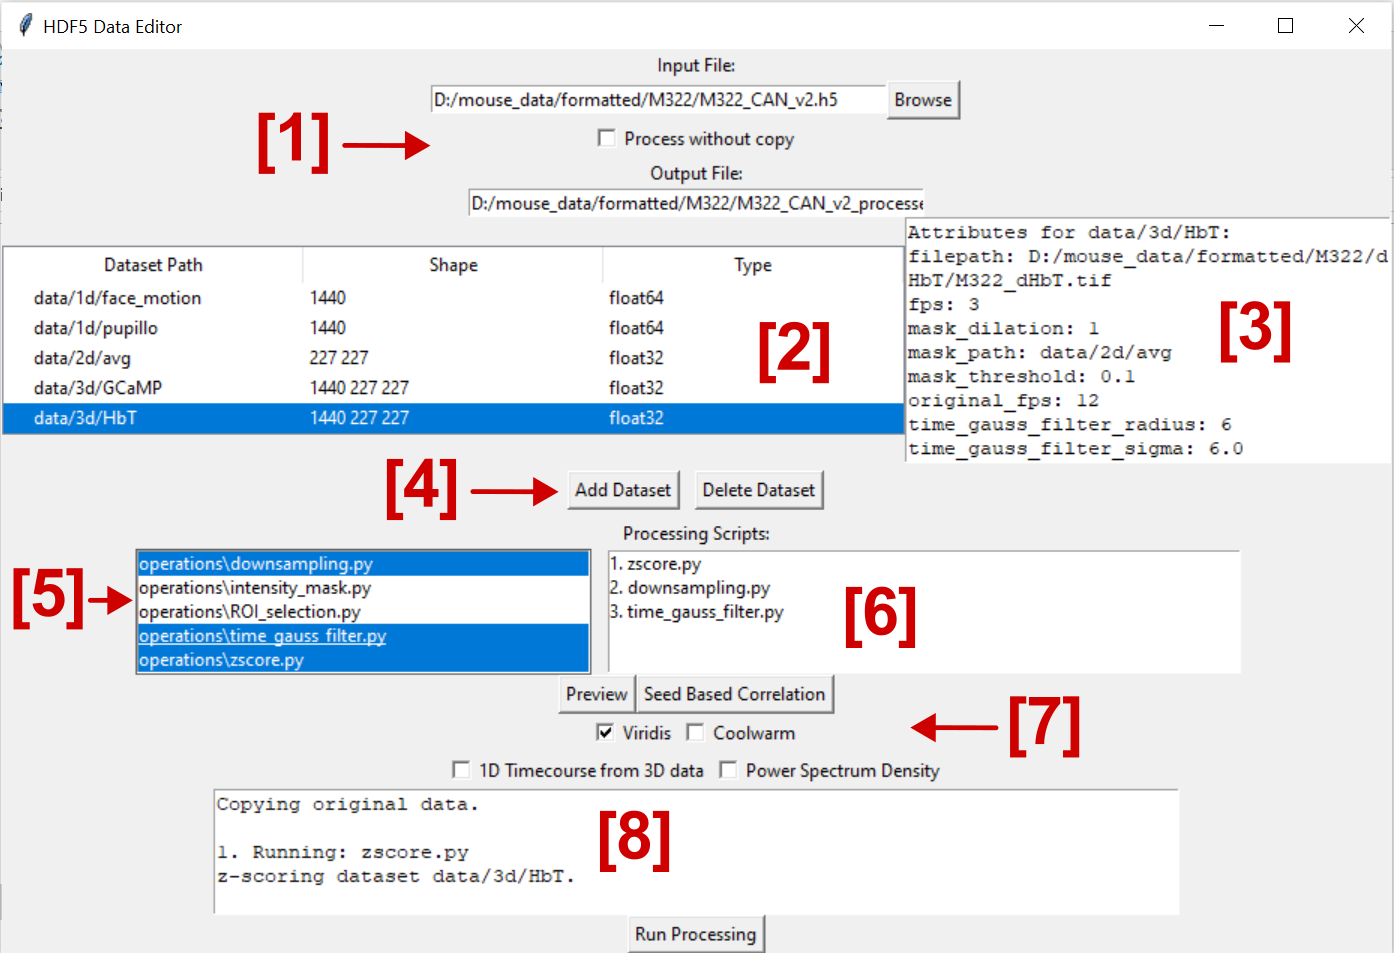 HDF5 Data Editor
Input File:
D:/mouse_data/formatted/M322/M322_CAN_v2.h5 Browse
[1]
Process without copy
Output File:
D:/mouse_data/formatted/M322/M322_CAN_v2_processe
Dataset Path Shape Type
data/1d/face_motion 1440 float64
data/1d/pupillo 1440 float64
data/2d/avg 227 227 float32
data/3d/GCaMP 1440 227 227 float32
data/3d/HbT 1440 227 227 float32
[2]
Attributes for data/3d/HbT:
filepath: D:/mouse_data/formatted/M322/d
HbT/M322_dHbT.tif
fps: 3
mask_dilation: 1
mask_path: data/2d/avg
mask_threshold: 0.1
original_fps: 12
time_gauss_filter_radius: 6
time_gauss_filter_sigma: 6.0
[3]
[4]
Add Dataset Delete Dataset
Processing Scripts:
[5]
operations\downsampling.py
operations\intensity_mask.py
operations\ROI_selection.py
operations\time_gauss_filter.py
operations\zscore.py
1. zscore.py
2. downsampling.py
3. time_gauss_filter.py
[6]
Preview Seed Based Correlation
[7]
Viridis Coolwarm
1D Timecourse from 3D data Power Spectrum Density
Copying original data.
1. Running: zscore.py
z-scoring dataset data/3d/HbT.
[8]
Run Processing